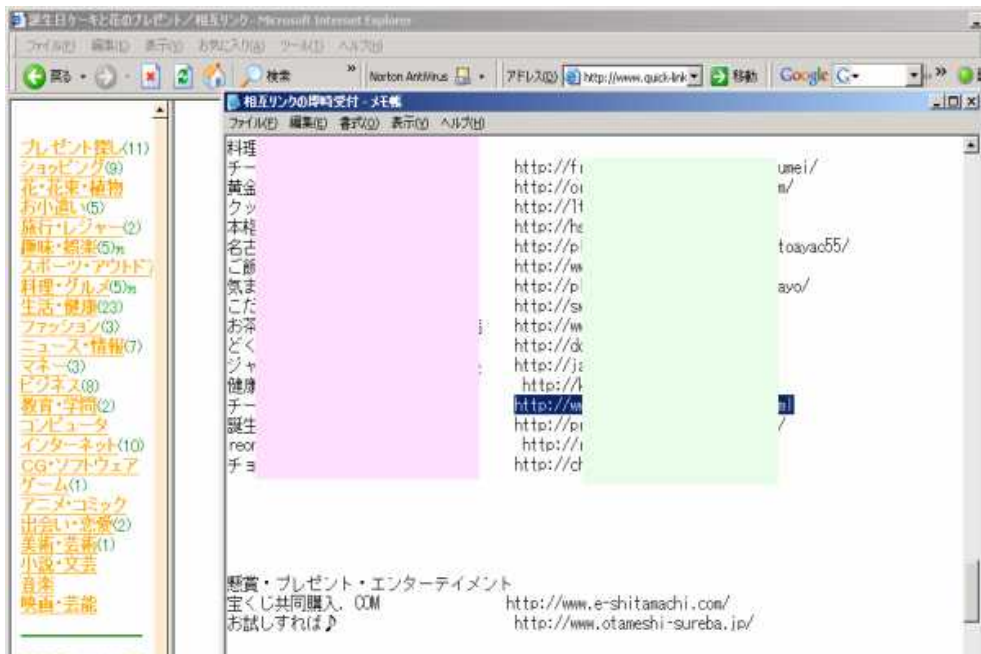 誕生日ケーキと花のプレゼント／相互リンク - Microsoft Internet Explorer
ファイル(F) 編集(E) 表示(V) お気に入り(A) ツール(T) ヘルプ(H)
戻る 検索 » Norton AntiVirus アドレス(D) http://www.quick-link 移動 Google G »
プレゼント探し(11)
ショッピング(9)
花・花束・植物
お小遣い(5)
旅行・レジャー(2)
趣味・娯楽(5)
スポーツ・アウトド
料理・グルメ(5)
生活・健康(23)
ファッション(3)
ニュース・情報(7)
マネー(3)
ビジネス(8)
教育・学問(2)
コンピュータ
インターネット(10)
CG・ソフトウェア
ゲーム(1)
アニメ・コミック
出会い・恋愛(2)
美術・芸術(1)
小説・文芸
音楽
映画・芸能
相互リンクの即時受付 - メモ帳
ファイル(F) 編集(E) 書式(O) 表示(V) ヘルプ(H)
料理
チー http://f umei/
黄金 http://o /
クッ http://lt
本格 http://h
名古 http://p toayac55/
ご飯 http://w
気ま http://p ayo/
こだ http://s
お茶 http://w
どく http://d
ジャ http://ja
健康 http://
チー http://w
誕生 http://p /
reor http://
チョ http://c
懸賞・プレゼント・エンターテイメント
宝くじ共同購入．COM http://www.e-shitamachi.com/
お試しすれば♪ http://www.otameshi-sureba.jp/